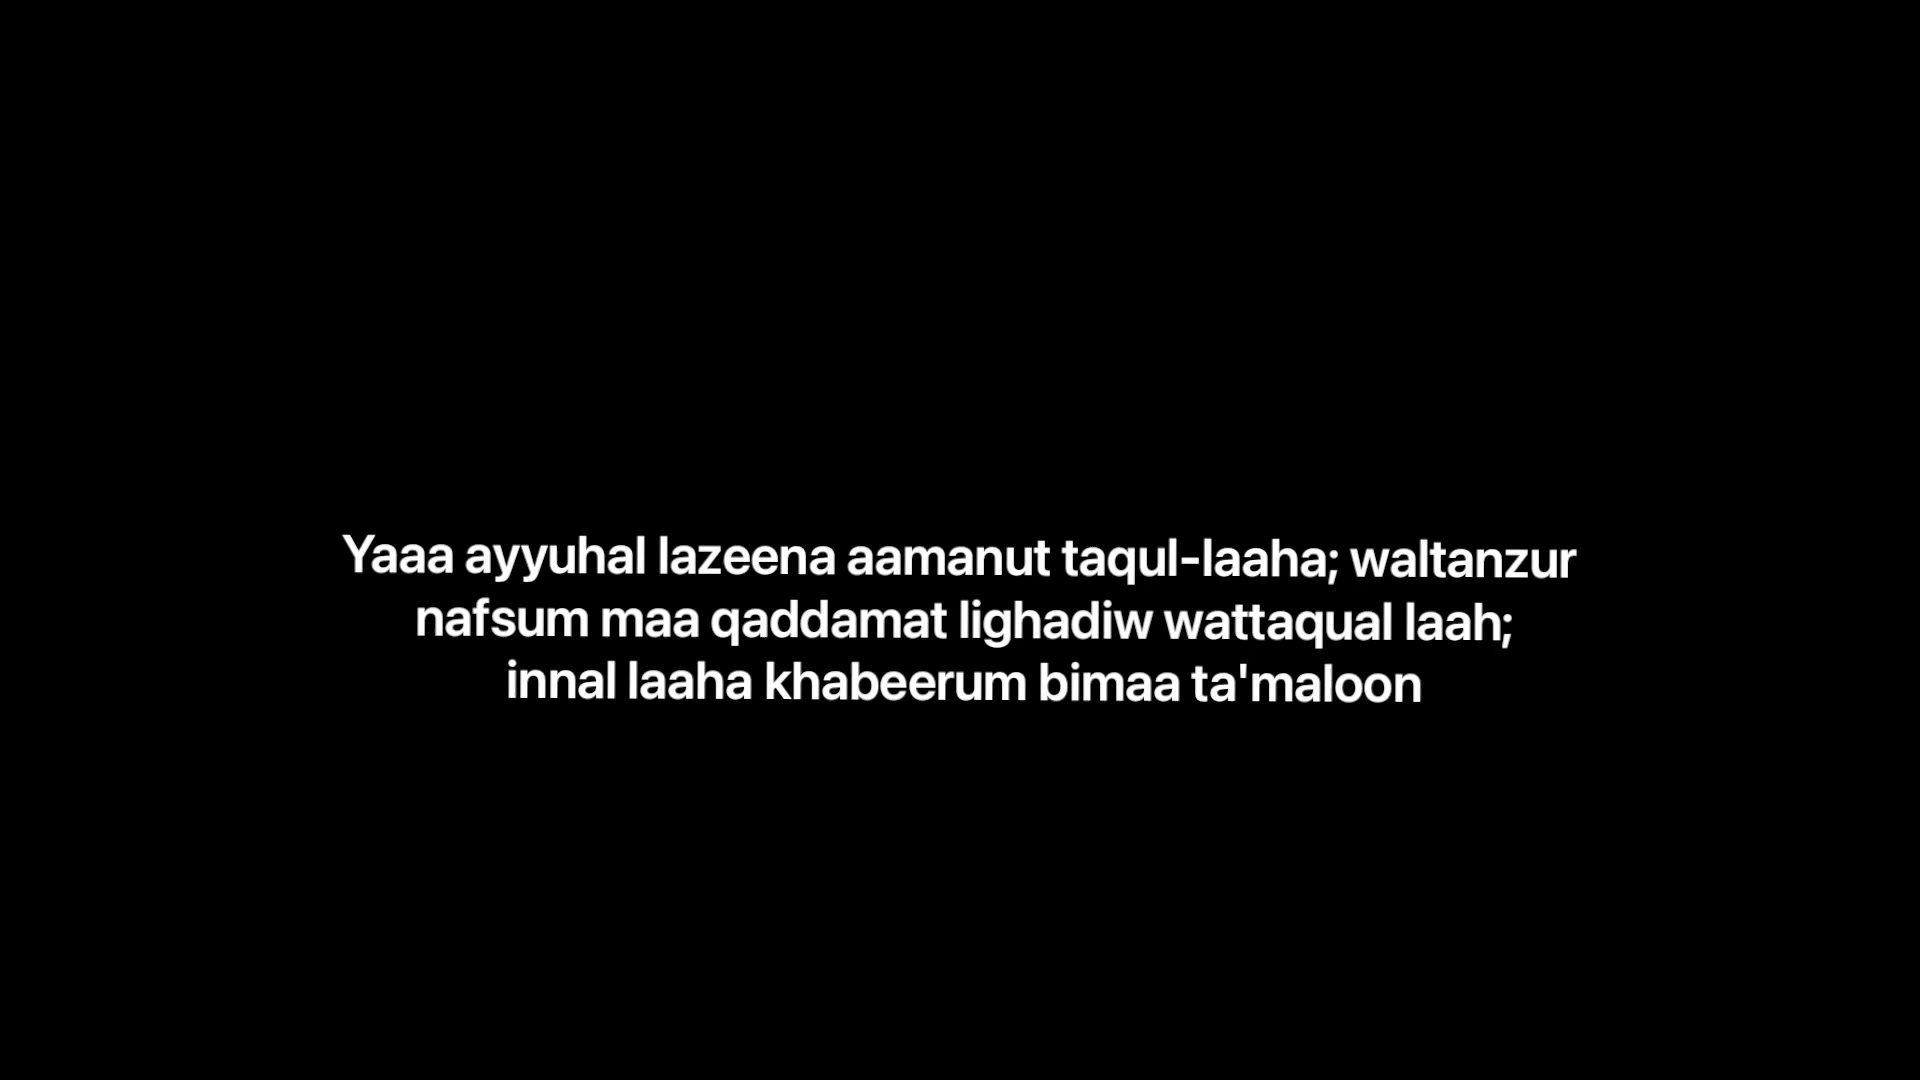 Yaaa ayyuhal lazeena aamanut taqul-laaha; waltanzur
nafsum maa qaddamat lighadiw wattaqual laah;
innal laaha khabeerum bimaa ta'maloon